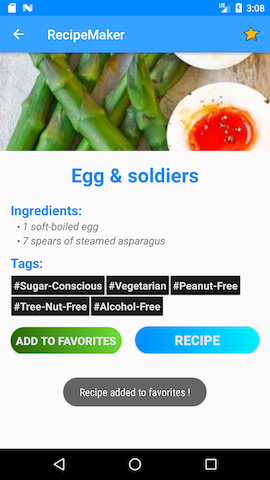 3:08
RecipeMaker
Egg & soldiers
Ingredients:
• 1 soft-boiled egg
• 7 spears of steamed asparagus
Tags:
#Sugar-Conscious #Vegetarian #Peanut-Free
#Tree-Nut-Free #Alcohol-Free
ADD TO FAVORITES RECIPE
Recipe added to favorites !